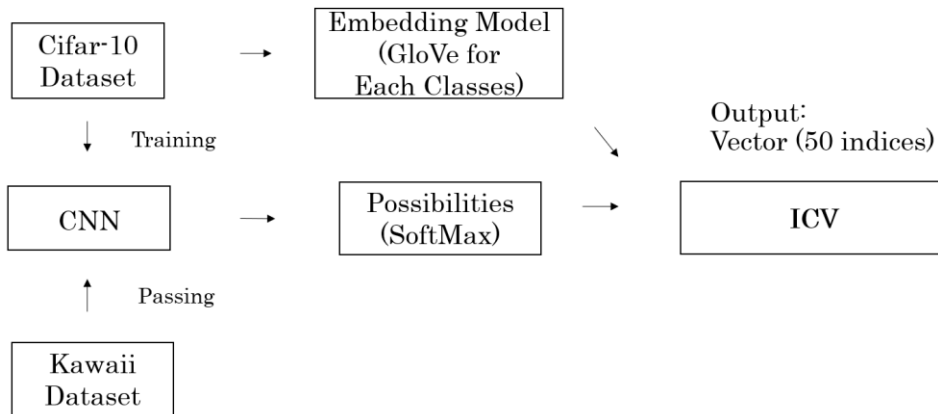 Cifar-10
Dataset
Embedding Model
(GloVe for
Each Classes)
Training
Output:
Vector (50 indices)
CNN
Possibilities
(SoftMax)
ICV
Passing
Kawaii
Dataset